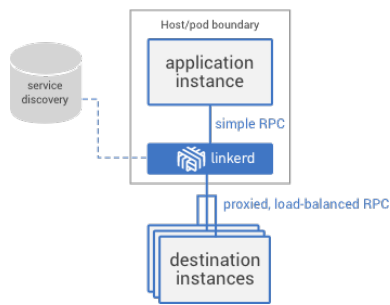 Host/pod boundary
application
instance
service
discovery
simple RPC
linkerd
proxied, load-balanced RPC
destination
instances